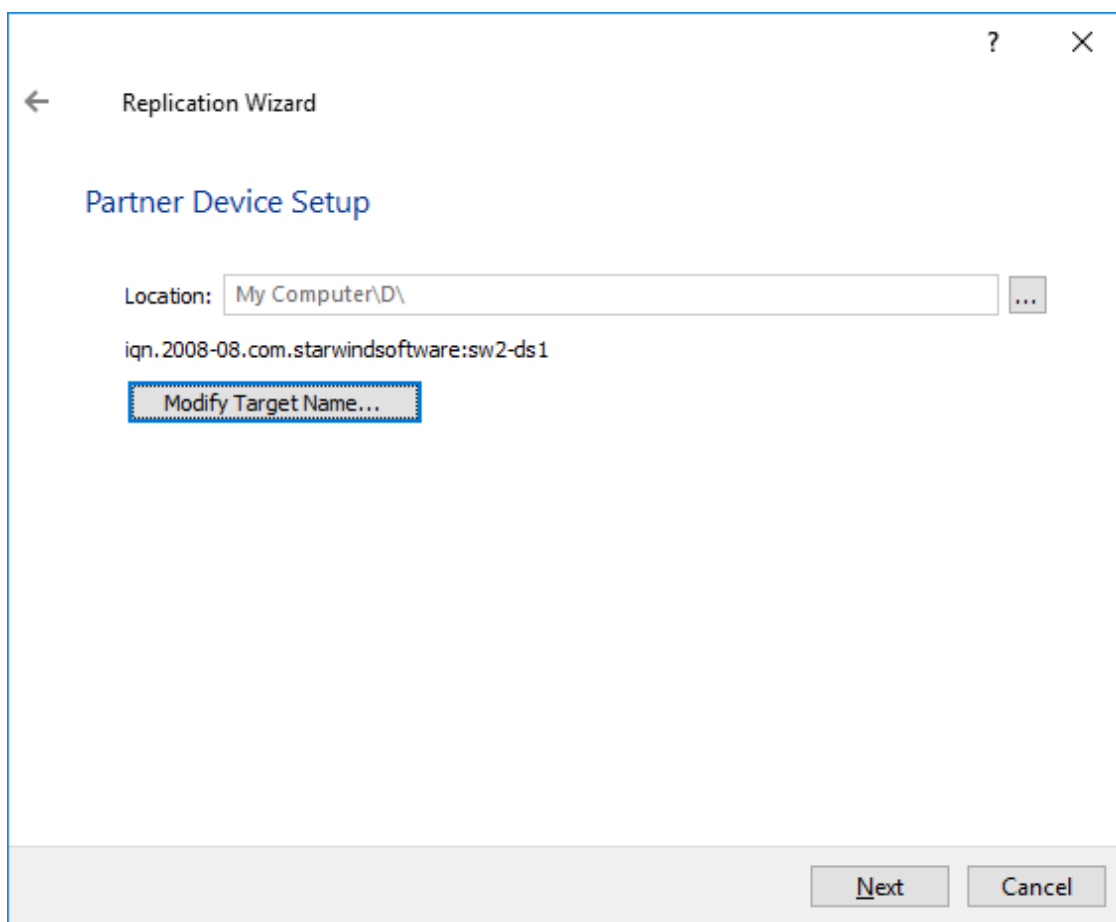 ?
Replication Wizard
Partner Device Setup
Location: My Computer\D\ ...
iqn.2008-08.com.starwindsoftware:sw2-ds1
Modify Target Name...
Next Cancel